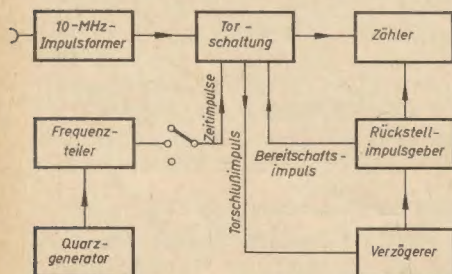 10-MHz-
Impulsformer
Tor-
schaltung
Zähler
Zeitimpulse
Frequenz-
teiler
Torschlußimpuls
Bereitschafts-
impuls
Rückstell-
impulsgeber
Quarz-
generator
Verzögerer